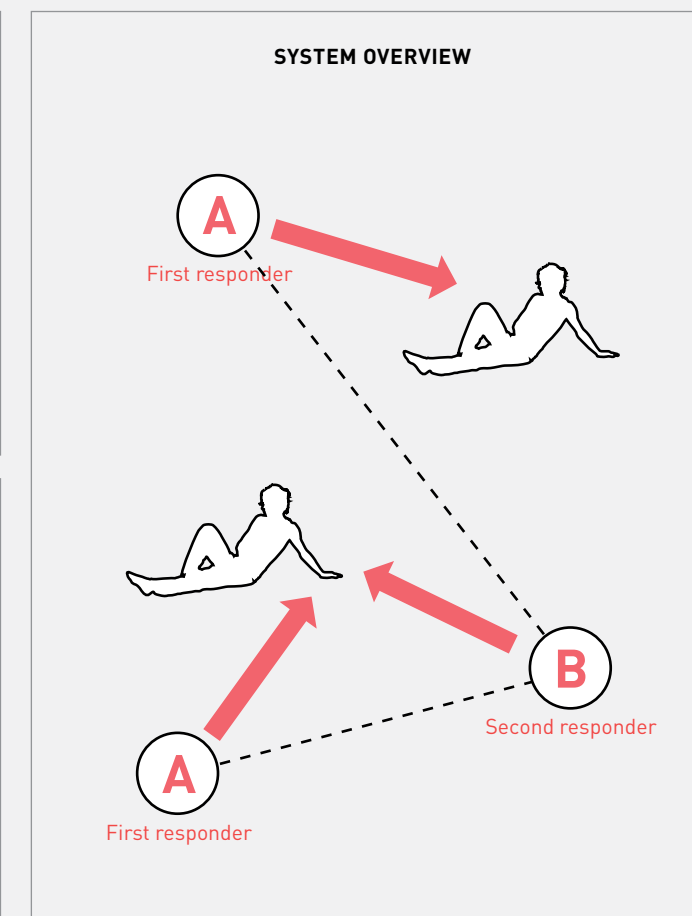 SYSTEM OVERVIEW
A
First responder
B
Second responder
A
First responder